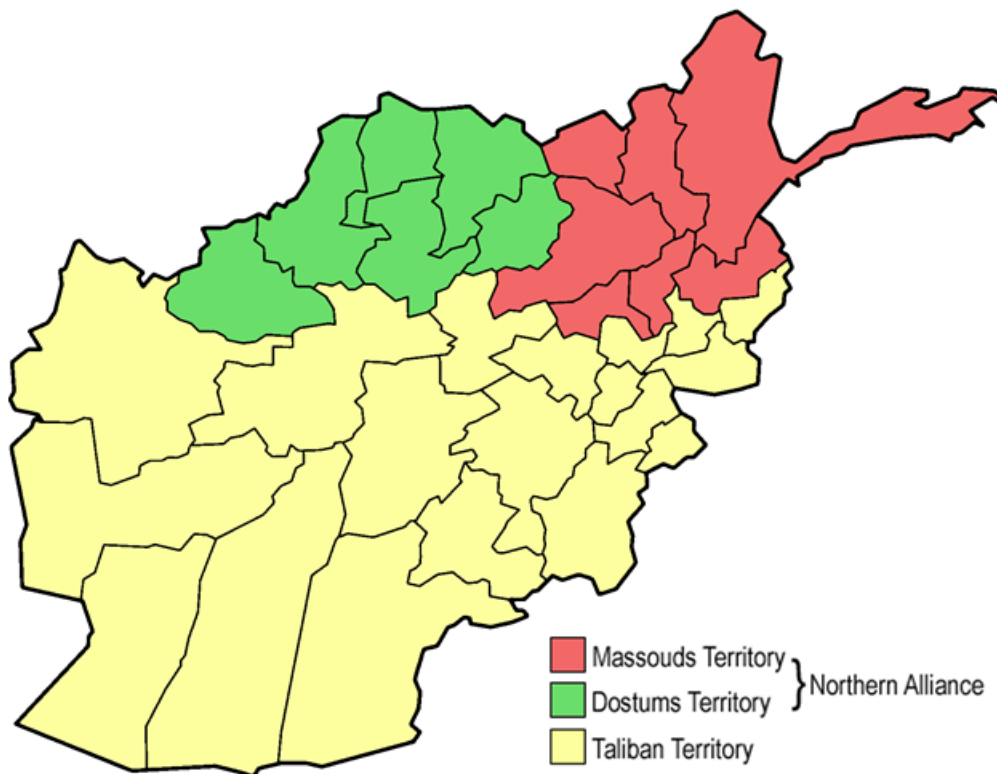 Massouds Territory
Dostums Territory
Northern Alliance
Taliban Territory